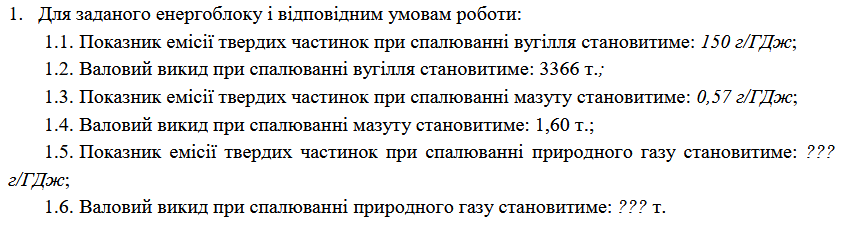 1. Для заданого енергоблоку і відповідним умовам роботи:
1.1. Показник емісії твердих частинок при спалюванні вугілля становитиме: 150 г/ГДж;
1.2. Валовий викид при спалюванні вугілля становитиме: 3366 т.;
1.3. Показник емісії твердих частинок при спалюванні мазуту становитиме: 0,57 г/ГДж;
1.4. Валовий викид при спалюванні мазуту становитиме: 1,60 т.;
1.5. Показник емісії твердих частинок при спалюванні природного газу становитиме: ???
г/ГДж;
1.6. Валовий викид при спалюванні природного газу становитиме: ??? т.